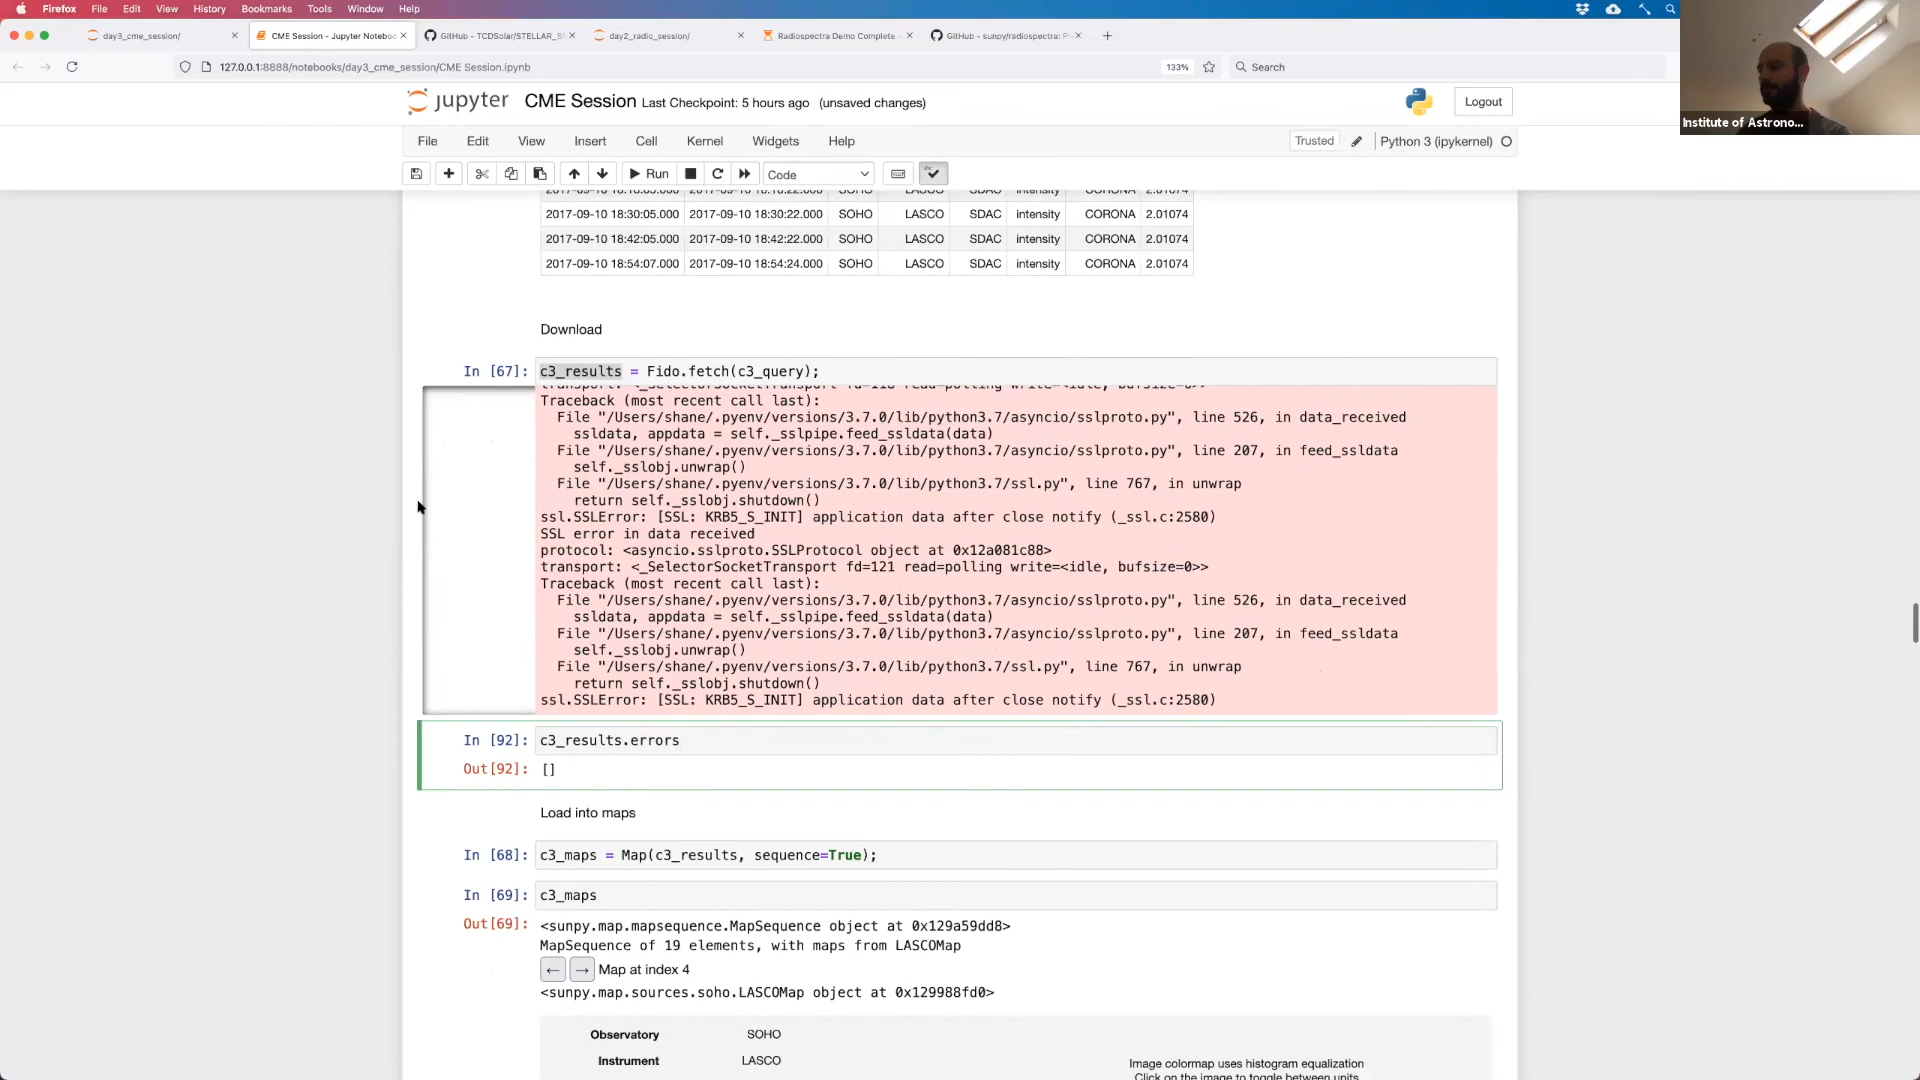 Firefox File Edit View History Bookmarks Tools Window Help
day3_cme_session/
CME Session - Jupyter Noteboo
GitHub - TCDSolar/STELLAR_S
day2_radio_session/
Radiospectra Demo Complete -
GitHub - sunpy/radiospectra: P
127.0.0.1:8888/notebooks/day3_cme_session/CME Session.ipynb
133%
Search
Institute of Astrono...
jupyter CME Session Last Checkpoint: 5 hours ago (unsaved changes)
Logout
File Edit View Insert Cell Kernel Widgets Help
Trusted
Python 3 (ipykernel)
Run
Code
2017-09-10 18:30:05.000 2017-09-10 18:30:22.000 SOHO LASCO SDAC intensity CORONA 2.01074
2017-09-10 18:42:05.000 2017-09-10 18:42:22.000 SOHO LASCO SDAC intensity CORONA 2.01074
2017-09-10 18:54:07.000 2017-09-10 18:54:24.000 SOHO LASCO SDAC intensity CORONA 2.01074
Download
In [67]: c3_results = Fido.fetch(c3_query);
transport: <_SelectorSocketTransport fd=118 read=polling write=<idle, bufsize=0>>
Traceback (most recent call last):
File "/Users/shane/.pyenv/versions/3.7.0/lib/python3.7/asyncio/sslproto.py", line 526, in data_received
ssldata, appdata = self._sslpipe.feed_ssldata(data)
File "/Users/shane/.pyenv/versions/3.7.0/lib/python3.7/asyncio/sslproto.py", line 207, in feed_ssldata
self._sslobj.unwrap()
File "/Users/shane/.pyenv/versions/3.7.0/lib/python3.7/ssl.py", line 767, in unwrap
return self._sslobj.shutdown()
ssl.SSLError: [SSL: KRB5_S_INIT] application data after close notify (_ssl.c:2580)
SSL error in data received
protocol: <asyncio.sslproto.SSLProtocol object at 0x12a081c88>
transport: <_SelectorSocketTransport fd=121 read=polling write=<idle, bufsize=0>>
Traceback (most recent call last):
File "/Users/shane/.pyenv/versions/3.7.0/lib/python3.7/asyncio/sslproto.py", line 526, in data_received
ssldata, appdata = self._sslpipe.feed_ssldata(data)
File "/Users/shane/.pyenv/versions/3.7.0/lib/python3.7/asyncio/sslproto.py", line 207, in feed_ssldata
self._sslobj.unwrap()
File "/Users/shane/.pyenv/versions/3.7.0/lib/python3.7/ssl.py", line 767, in unwrap
return self._sslobj.shutdown()
ssl.SSLError: [SSL: KRB5_S_INIT] application data after close notify (_ssl.c:2580)
In [92]: c3_results.errors
Out[92]: []
Load into maps
In [68]: c3_maps = Map(c3_results, sequence=True);
In [69]: c3_maps
Out[69]: <sunpy.map.mapsequence.MapSequence object at 0x129a59dd8>
MapSequence of 19 elements, with maps from LASCOMap
← → Map at index 4
<sunpy.map.sources.soho.LASCOMap object at 0x129988fd0>
Observatory SOHO
Instrument LASCO
Image colormap uses histogram equalization
Click on the image to toggle between units